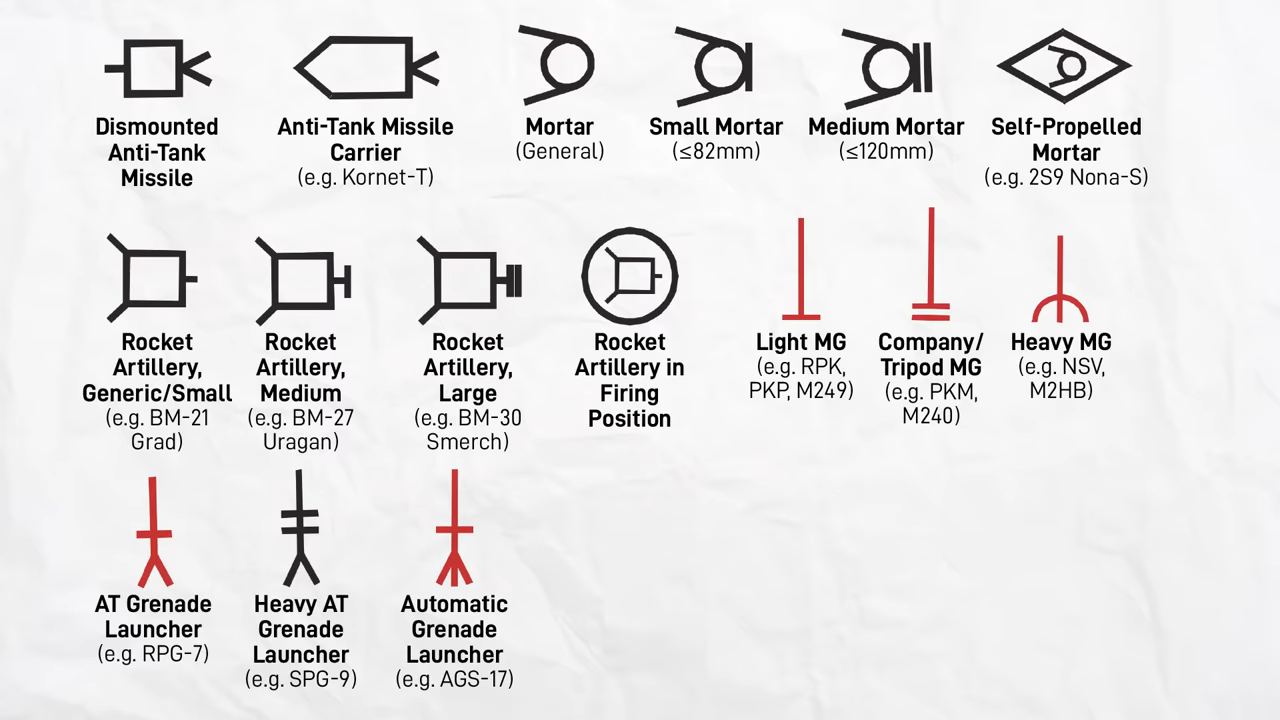 Dismounted
Anti-Tank
Missile
Anti-Tank Missile
Carrier
(e.g. Kornet-T)
Mortar
(General)
Small Mortar
(≤82mm)
Medium Mortar
(≤120mm)
Self-Propelled
Mortar
(e.g. 2S9 Nona-S)
Rocket
Artillery,
Generic/Small
(e.g. BM-21
Grad)
Rocket
Artillery,
Medium
(e.g. BM-27
Uragan)
Rocket
Artillery,
Large
(e.g. BM-30
Smerch)
Rocket
Artillery in
Firing
Position
Light MG
(e.g. RPK,
PKP, M249)
Company/
Tripod MG
(e.g. PKM,
M240)
Heavy MG
(e.g. NSV,
M2HB)
AT Grenade
Launcher
(e.g. RPG-7)
Heavy AT
Grenade
Launcher
(e.g. SPG-9)
Automatic
Grenade
Launcher
(e.g. AGS-17)